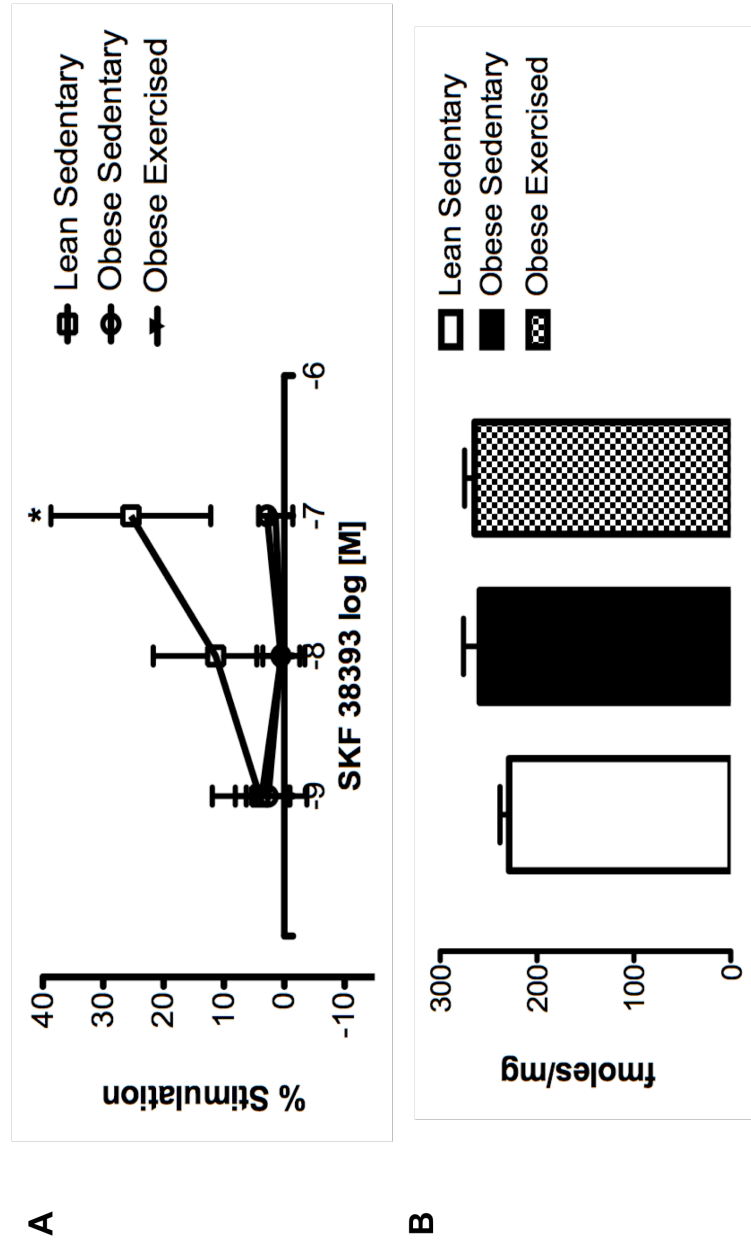 A
% Stimulation
40
30
20
10
0
-10
*
-9
-8
-7
-6
SKF 38393 log [M]
Lean Sedentary
Obese Sedentary
Obese Exercised
B
fmoles/mg
300
200
100
0
Lean Sedentary
Obese Sedentary
Obese Exercised